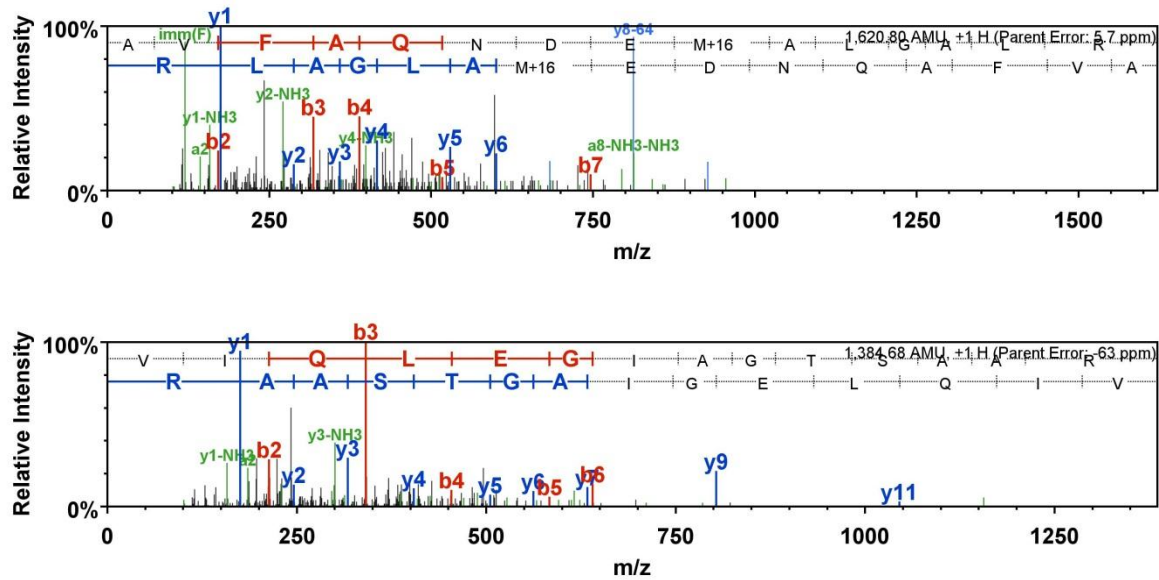 100%
0%
Relative Intensity
y1
imm(F)
y8-64
A V F A Q N D E M+16 A L G A L R
1,620.80 AMU, +1 H (Parent Error: 5.7 ppm)
R L A G L A M+16 E D N Q A F V A
y2-NH3
y1-NH3
b3
b4
y4
y4-NH3
b2
a2
y2
y3
b5
y5
y6
b7
a8-NH3-NH3
0 250 500 750 1000 1250 1500
m/z
100%
0%
Relative Intensity
b3
y1
V I Q L E G I A G T S A A R
1,384.68 AMU, +1 H (Parent Error: -63 ppm)
R A A S T G A I G E L Q I V
y3-NH3
y1-NH3
a2
b2
y2
y3
y4
b4
y5
y6
b5
y7
b6
y9
y11
0 250 500 750 1000 1250
m/z